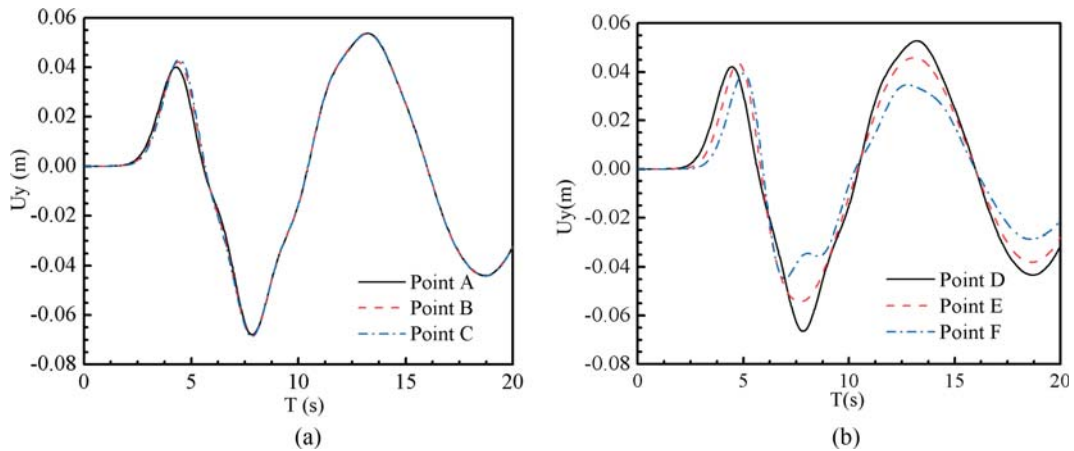 0.06
0.04
0.02
0.00
-0.02
-0.04
-0.06
-0.08
Uy (m)
Point A
Point B
Point C
0 5 10 15 20
T (s)
(a)
0.06
0.04
0.02
0.00
-0.02
-0.04
-0.06
-0.08
Uy(m)
Point D
Point E
Point F
0 5 10 15 20
T(s)
(b)